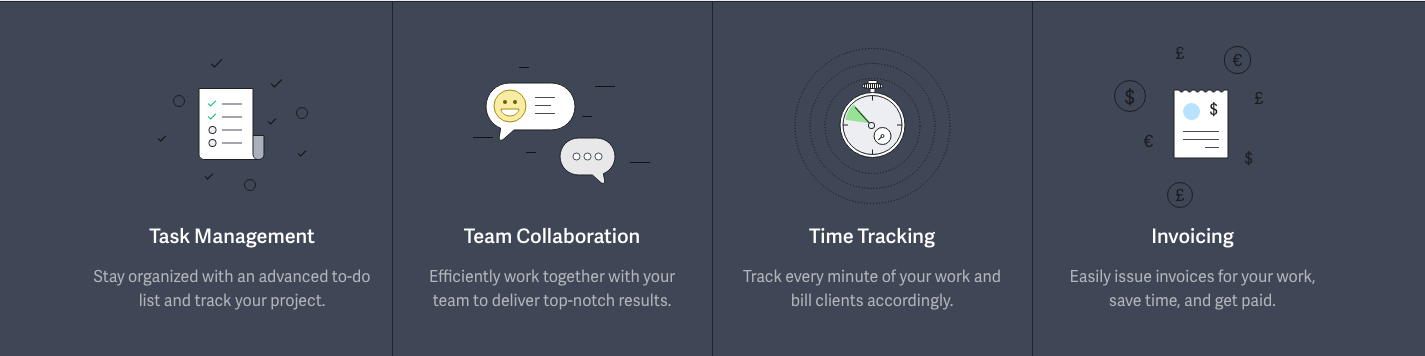 £
€
$
£
$
€
$
£
Task Management
Stay organized with an advanced to-do
list and track your project.
Team Collaboration
Efficiently work together with your
team to deliver top-notch results.
Time Tracking
Track every minute of your work and
bill clients accordingly.
Invoicing
Easily issue invoices for your work,
save time, and get paid.